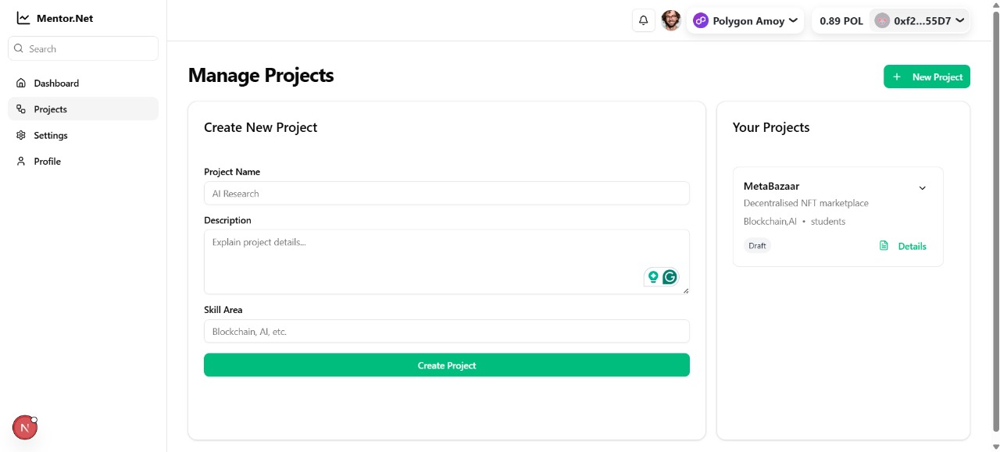 Mentor.Net
Search
Dashboard
Projects
Settings
Profile
N
Polygon Amoy
0.89 POL
0xf2...55D7
Manage Projects
+ New Project
Create New Project
Project Name
AI Research
Description
Explain project details...
G
Skill Area
Blockchain, AI, etc.
Create Project
Your Projects
MetaBazaar
Decentralised NFT marketplace
Blockchain,AI • students
Draft
Details